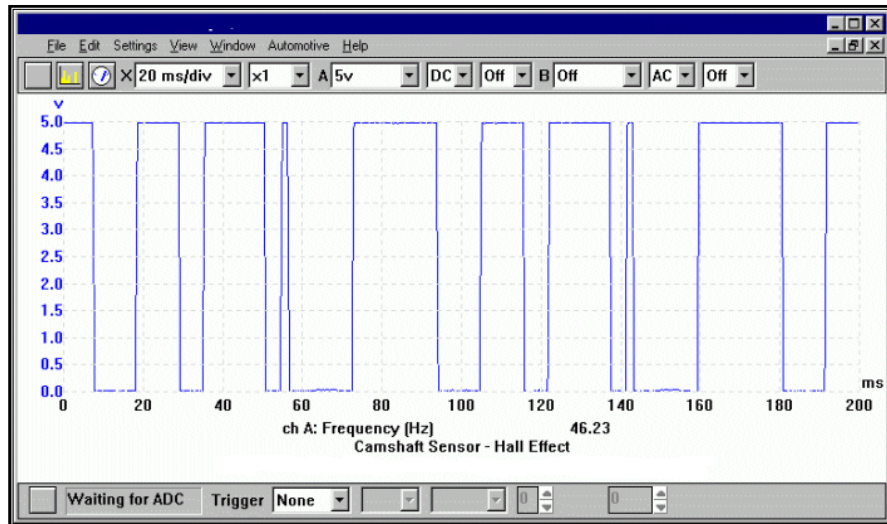 File Edit Settings View Window Automotive Help
X 20 ms/div x1 A 5v DC Off B Off AC Off
v
5.0
4.5
4.0
3.5
3.0
2.5
2.0
1.5
1.0
0.5
0.0
ms
0 20 40 60 80 100 120 140 160 180 200
ch A: Frequency (Hz) 46.23
Camshaft Sensor - Hall Effect
Waiting for ADC Trigger None 0 0